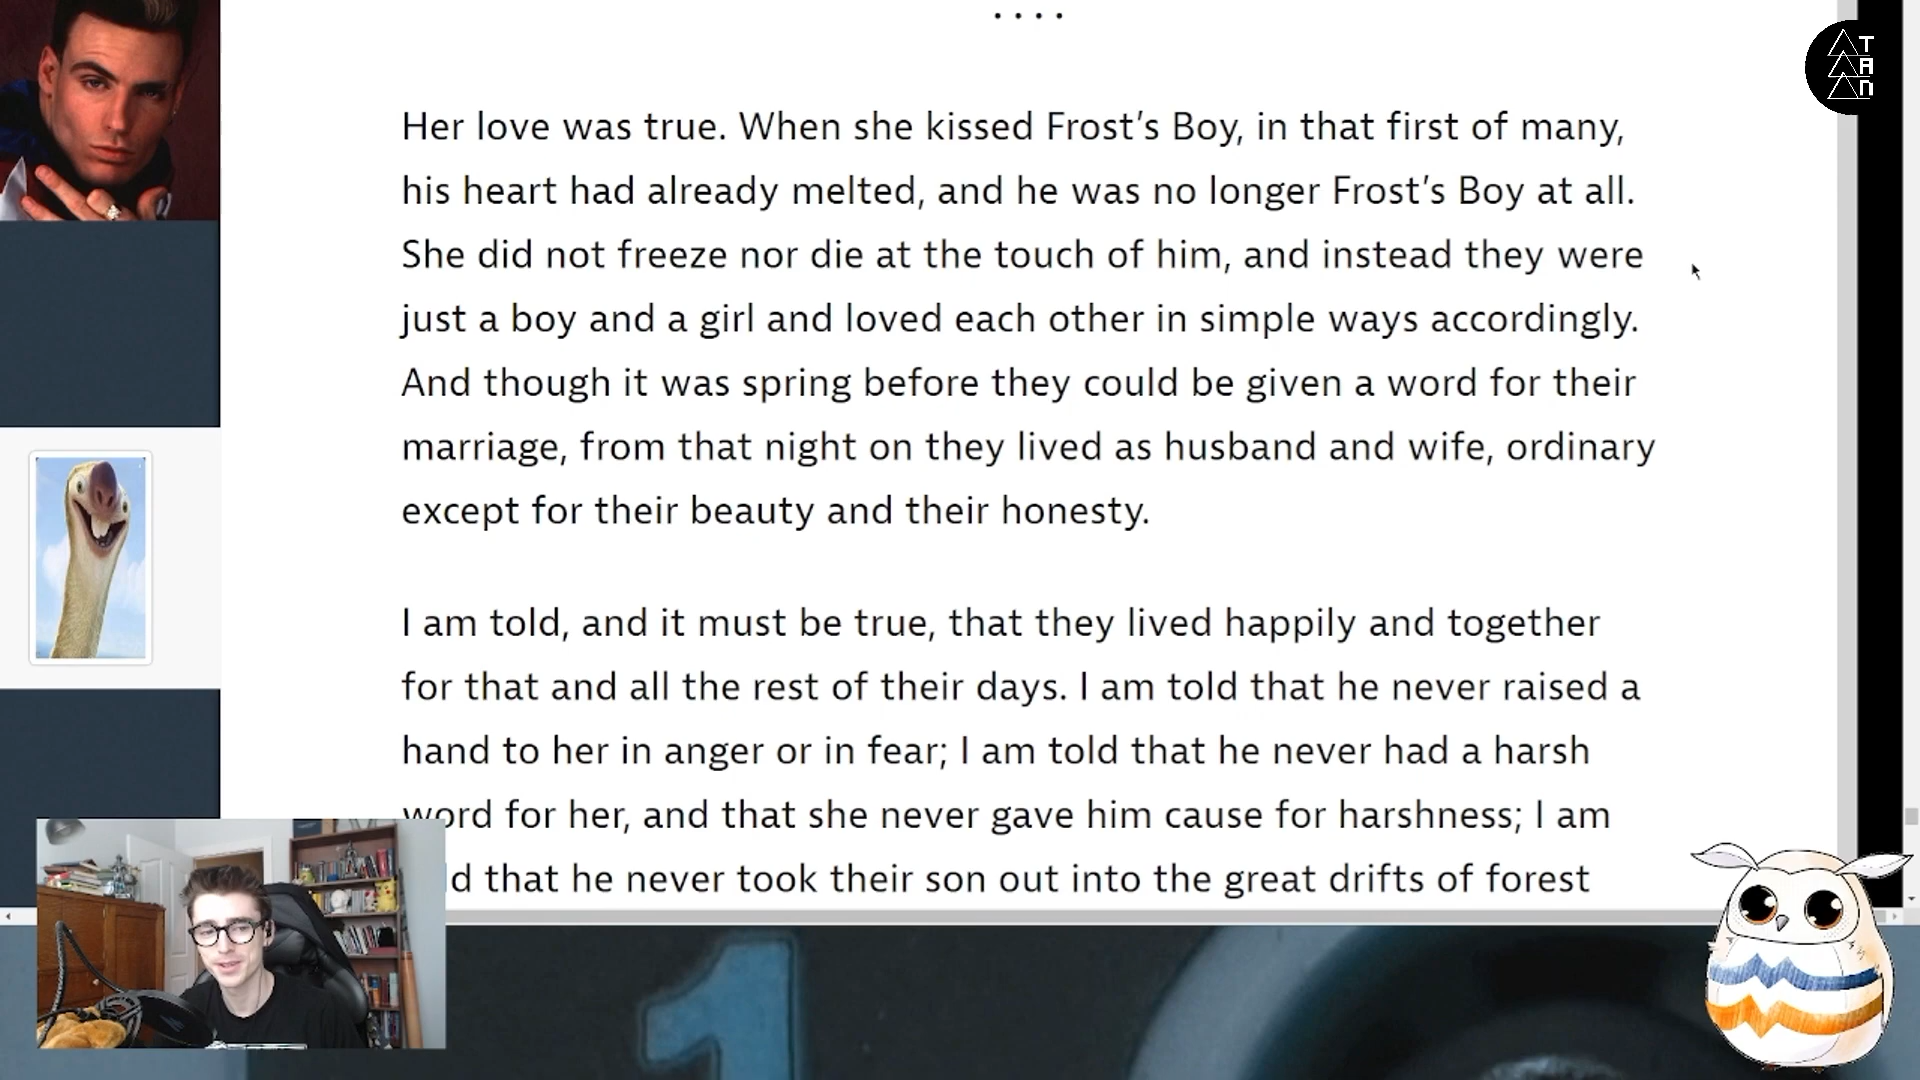 ....
Her love was true. When she kissed Frost’s Boy, in that first of many,
his heart had already melted, and he was no longer Frost’s Boy at all.
She did not freeze nor die at the touch of him, and instead they were
just a boy and a girl and loved each other in simple ways accordingly.
And though it was spring before they could be given a word for their
marriage, from that night on they lived as husband and wife, ordinary
except for their beauty and their honesty.
I am told, and it must be true, that they lived happily and together
for that and all the rest of their days. I am told that he never raised a
hand to her in anger or in fear; I am told that he never had a harsh
word for her, and that she never gave him cause for harshness; I am
d that he never took their son out into the great drifts of forest
TAN
1